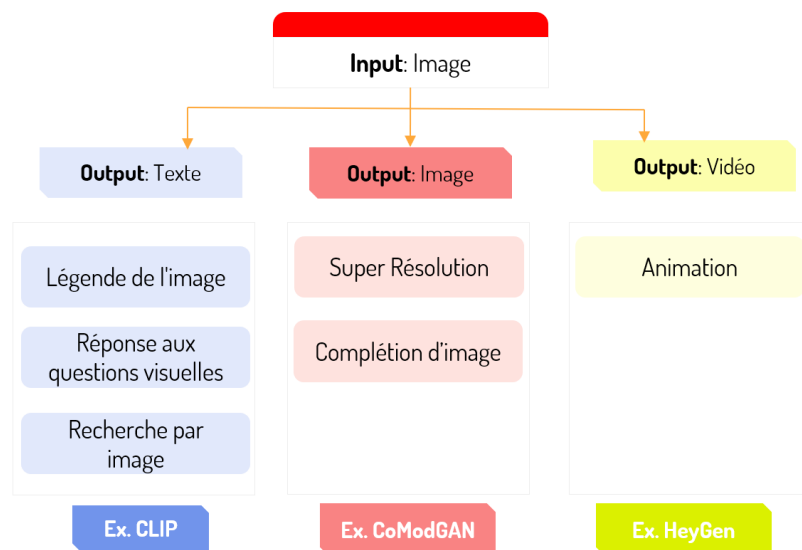 Input: Image
Output: Texte
Output: Image
Output: Vidéo
Légende de l'image
Réponse aux
questions visuelles
Recherche par
image
Super Résolution
Complétion d’image
Animation
Ex. CLIP
Ex. CoModGAN
Ex. HeyGen